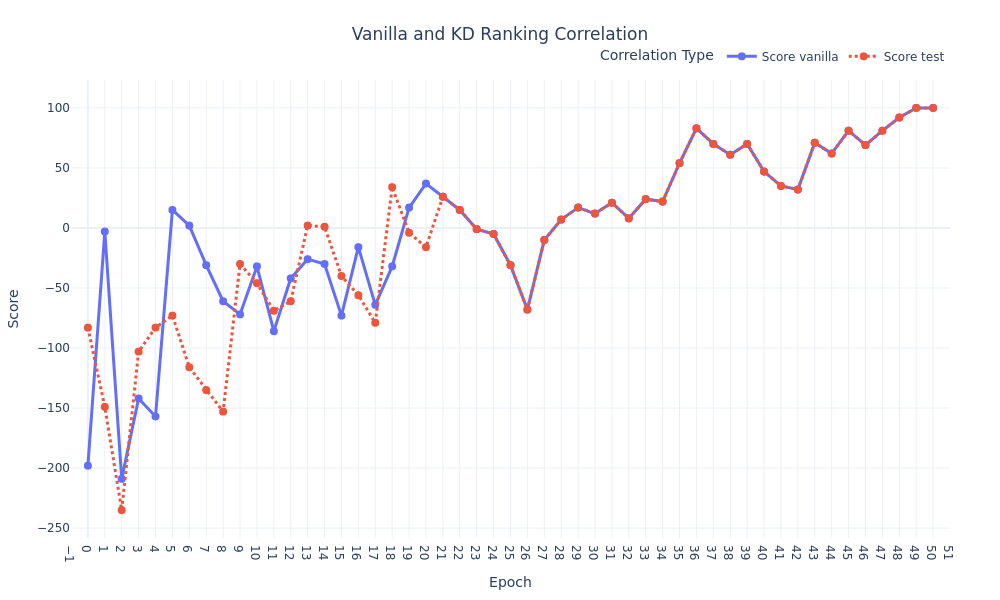 Vanilla and KD Ranking Correlation
Correlation Type Score vanilla Score test
100
50
0
−50
−100
−150
−200
−250
Score
−1 0 1 2 3 4 5 6 7 8 9 10 11 12 13 14 15 16 17 18 19 20 21 22 23 24 25 26 27 28 29 30 31 32 33 34 35 36 37 38 39 40 41 42 43 44 45 46 47 48 49 50 51
Epoch